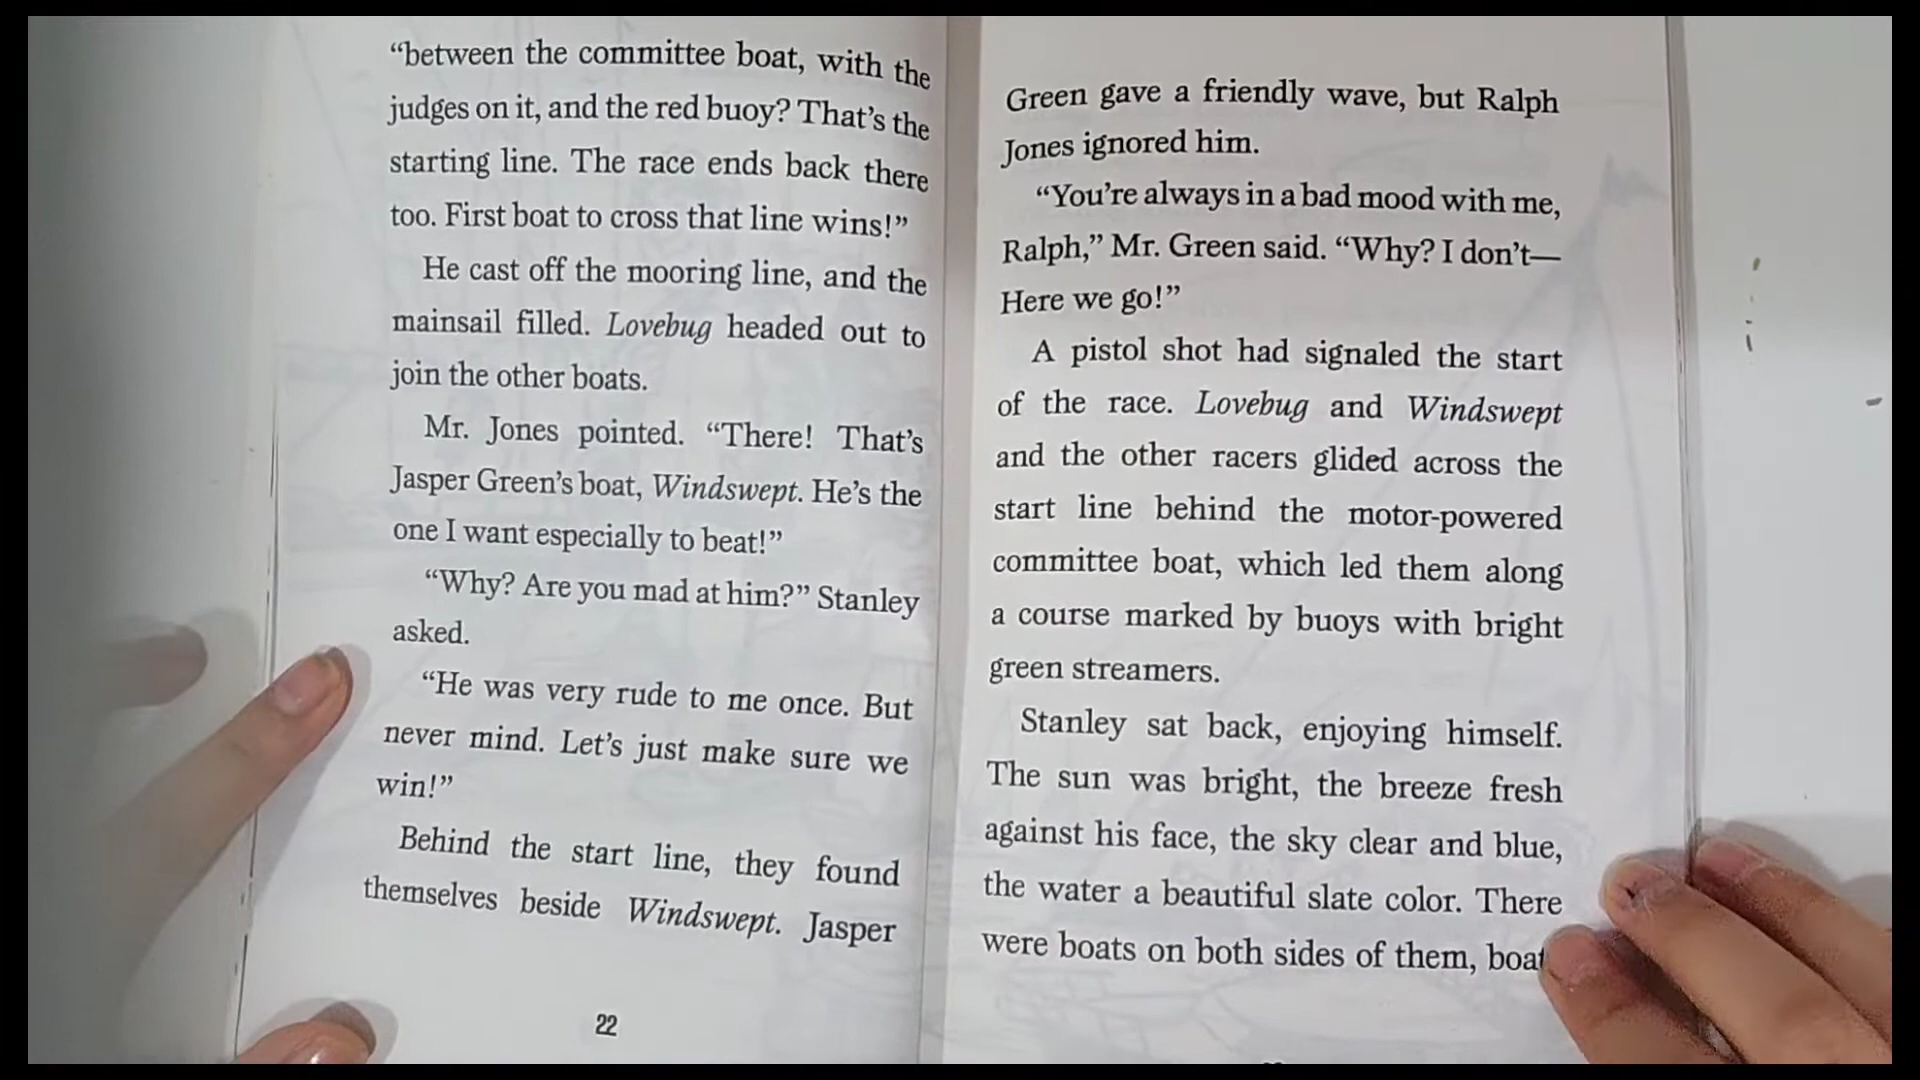 “between the committee boat, with the
judges on it, and the red buoy? That’s the
starting line. The race ends back there
too. First boat to cross that line wins!”
He cast off the mooring line, and the
mainsail filled. Lovebug headed out to
join the other boats.
Mr. Jones pointed. “There! That’s
Jasper Green’s boat, Windswept. He’s the
one I want especially to beat!”
“Why? Are you mad at him?” Stanley
asked.
“He was very rude to me once. But
never mind. Let’s just make sure we
win!”
Behind the start line, they found
themselves beside Windswept. Jasper
22
Green gave a friendly wave, but Ralph
Jones ignored him.
“You’re always in a bad mood with me,
Ralph,” Mr. Green said. “Why? I don’t—
Here we go!”
A pistol shot had signaled the start
of the race. Lovebug and Windswept
and the other racers glided across the
start line behind the motor-powered
committee boat, which led them along
a course marked by buoys with bright
green streamers.
Stanley sat back, enjoying himself.
The sun was bright, the breeze fresh
against his face, the sky clear and blue,
the water a beautiful slate color. There
were boats on both sides of them,